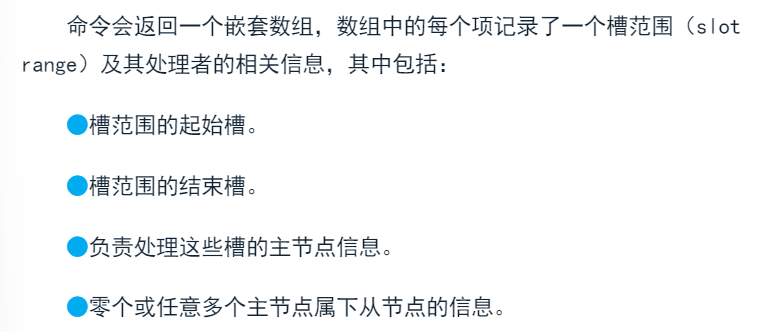 命令会返回一个嵌套数组，数组中的每个项记录了一个槽范围（slot
range）及其处理者的相关信息，其中包括：
●槽范围的起始槽。
●槽范围的结束槽。
●负责处理这些槽的主节点信息。
●零个或任意多个主节点属下从节点的信息。